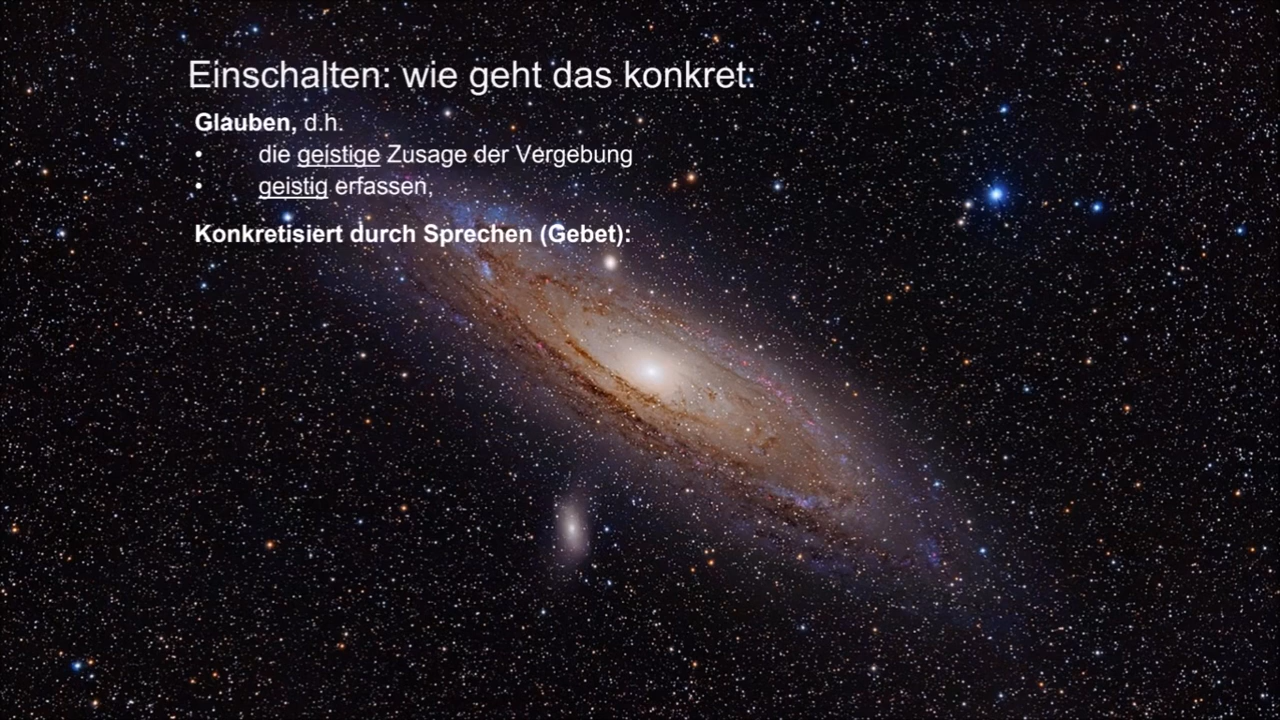 Einschalten: wie geht das konkret:
Glauben, d.h.
• die geistige Zusage der Vergebung
• geistig erfassen
Konkretisiert durch Sprechen (Gebet):